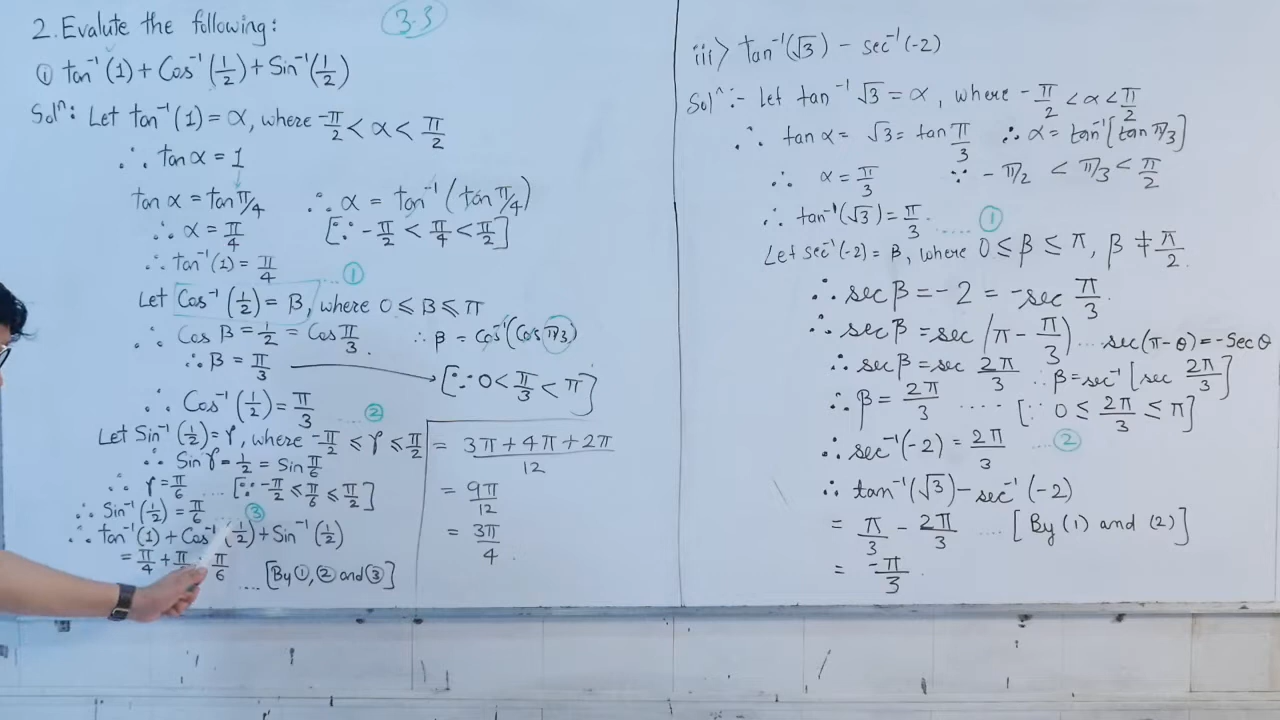 2. Evalute the following:
3.3
① tan⁻¹(1) + Cos⁻¹(1/2) + Sin⁻¹(1/2)
Solⁿ: Let tan⁻¹(1) = α, where -π/2 < α < π/2
∴ tan α = 1
tan α = tan π/4 ∴ α = tan⁻¹(tan π/4)
∴ α = π/4 [∵ -π/2 < π/4 < π/2]
∴ tan⁻¹(1) = π/4 .... ①
Let Cos⁻¹(1/2) = β, where 0 ≤ β ≤ π
∴ Cos β = 1/2 = Cos π/3. ∴ β = Cos⁻¹(Cos π/3)
∴ β = π/3 → [∵ 0 < π/3 < π]
∴ Cos⁻¹(1/2) = π/3 .... ②
Let Sin⁻¹(1/2) = γ, where -π/2 ≤ γ ≤ π/2
∴ Sin γ = 1/2 = Sin π/6
∴ γ = π/6 .... [∵ -π/2 ≤ π/6 ≤ π/2]
∴ Sin⁻¹(1/2) = π/6 .... ③
∴ tan⁻¹(1) + Cos⁻¹(1/2) + Sin⁻¹(1/2)
= π/4 + π/ π/6 .... [By ①, ② and ③]
= 3π + 4π + 2π / 12
= 9π/12
= 3π/4.
iii> tan⁻¹(√3) - sec⁻¹(-2)
Solⁿ:- Let tan⁻¹ √3 = α, where -π/2 < α < π/2
∴ tan α = √3 = tan π/3 ∴ α = tan⁻¹[tan π/3]
∴ α = π/3 ∵ -π/2 < π/3 < π/2
∴ tan⁻¹(√3) = π/3. .... ①
Let sec⁻¹(-2) = β, where 0 ≤ β ≤ π, β ≠ π/2.
∴ sec β = -2 = -sec π/3.
∴ sec β = sec(π - π/3) ... sec(π-θ) = -Sec θ
∴ sec β = sec 2π/3 ∴ β = sec⁻¹[sec 2π/3]
∴ β = 2π/3 .... [∵ 0 ≤ 2π/3 ≤ π]
∴ sec⁻¹(-2) = 2π/3 .... ②
∴ tan⁻¹(√3) - sec⁻¹(-2)
= π/3 - 2π/3 .... [By (1) and (2)]
= -π/3.